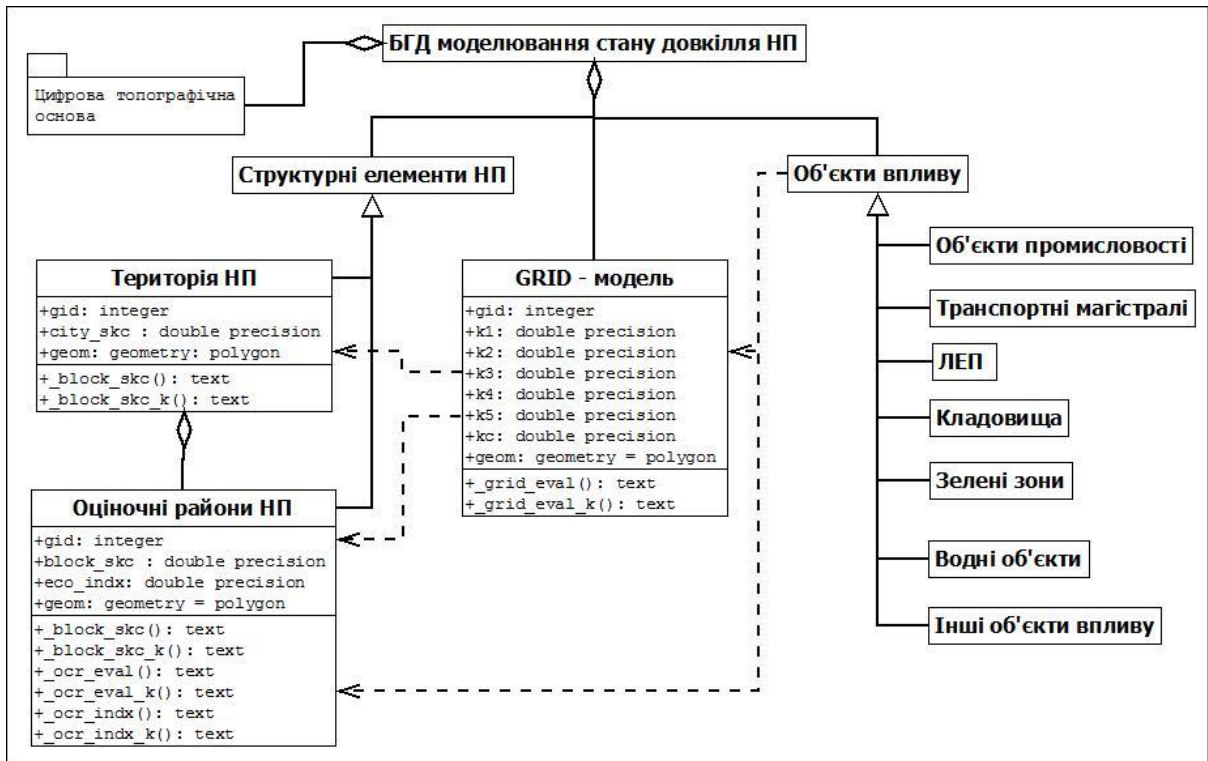 БГД моделювання стану довкілля НП
Цифрова топографічна
основа
Структурні елементи НП
Об'єкти впливу
Територія НП
+gid: integer
+city_skc : double precision
+geom: geometry: polygon
+_block_skc(): text
+_block_skc_k(): text
GRID - модель
+gid: integer
+k1: double precision
+k2: double precision
+k3: double precision
+k4: double precision
+k5: double precision
+kc: double precision
+geom: geometry = polygon
+_grid_eval(): text
+_grid_eval_k(): text
Об'єкти промисловості
Транспортні магістралі
ЛЕП
Кладовища
Зелені зони
Водні об'єкти
Інші об'єкти впливу
Оціночні райони НП
+gid: integer
+block_skc : double precision
+eco_indx: double precision
+geom: geometry = polygon
+_block_skc(): text
+_block_skc_k(): text
+_ocr_eval(): text
+_ocr_eval_k(): text
+_ocr_indx(): text
+_ocr_indx_k(): text